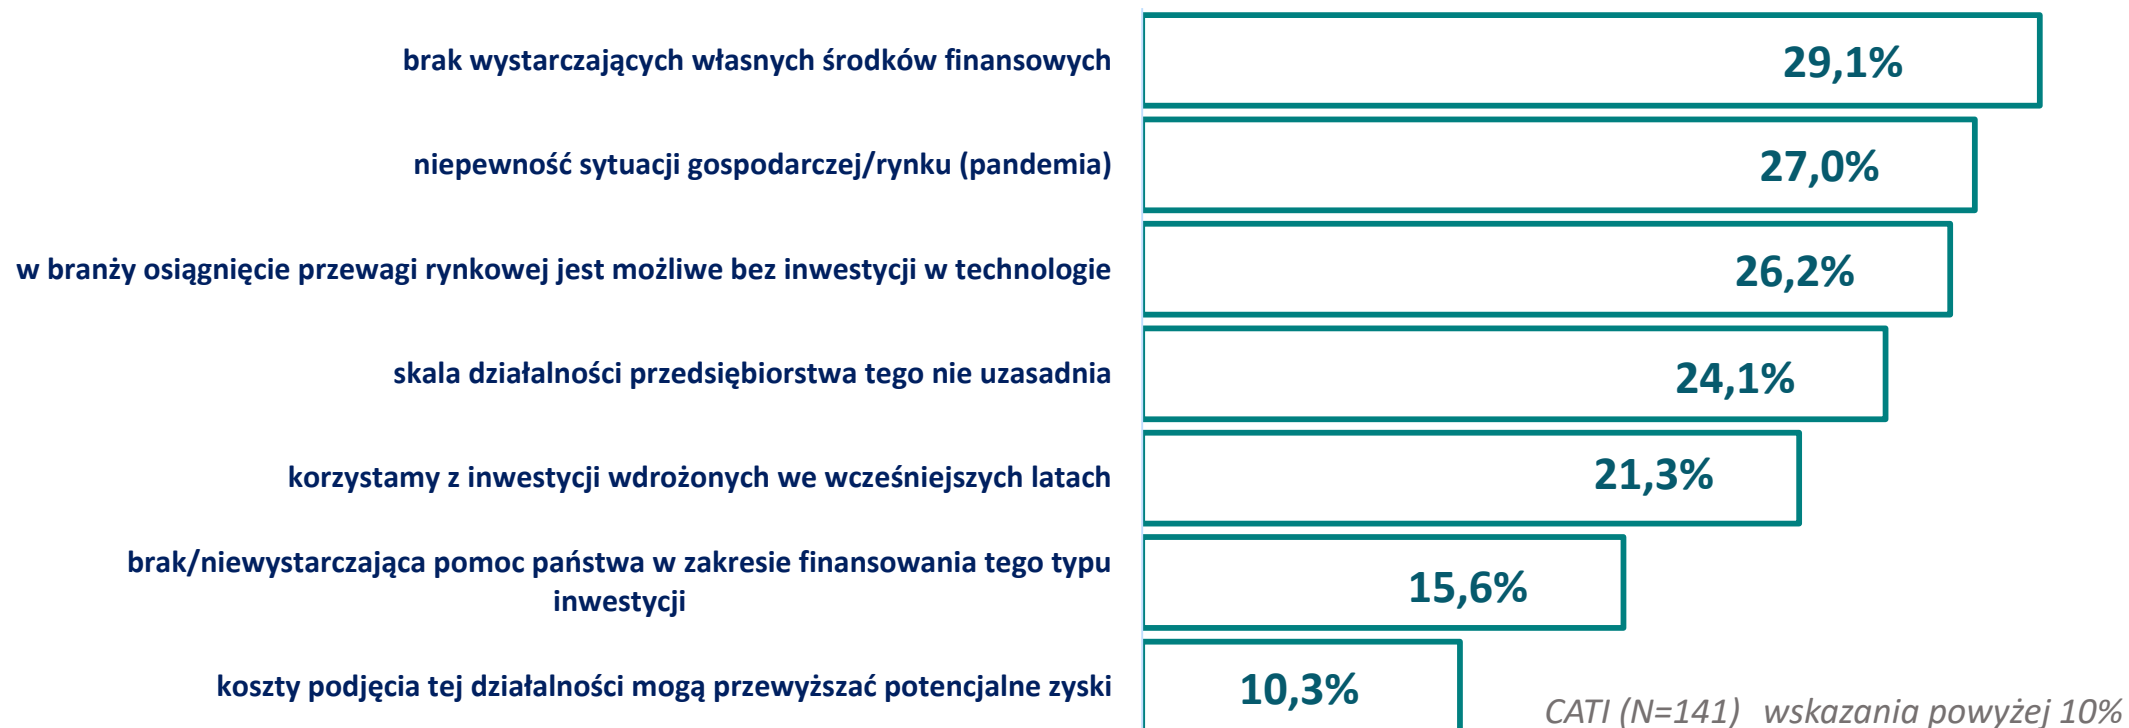 brak wystarczających własnych środków finansowych 29,1%
niepewność sytuacji gospodarczej/rynku (pandemia) 27,0%
w branży osiągnięcie przewagi rynkowej jest możliwe bez inwestycji w technologie 26,2%
skala działalności przedsiębiorstwa tego nie uzasadnia 24,1%
korzystamy z inwestycji wdrożonych we wcześniejszych latach 21,3%
brak/niewystarczająca pomoc państwa w zakresie finansowania tego typu
inwestycji 15,6%
koszty podjęcia tej działalności mogą przewyższać potencjalne zyski 10,3%
CATI (N=141) wskazania powyżej 10%